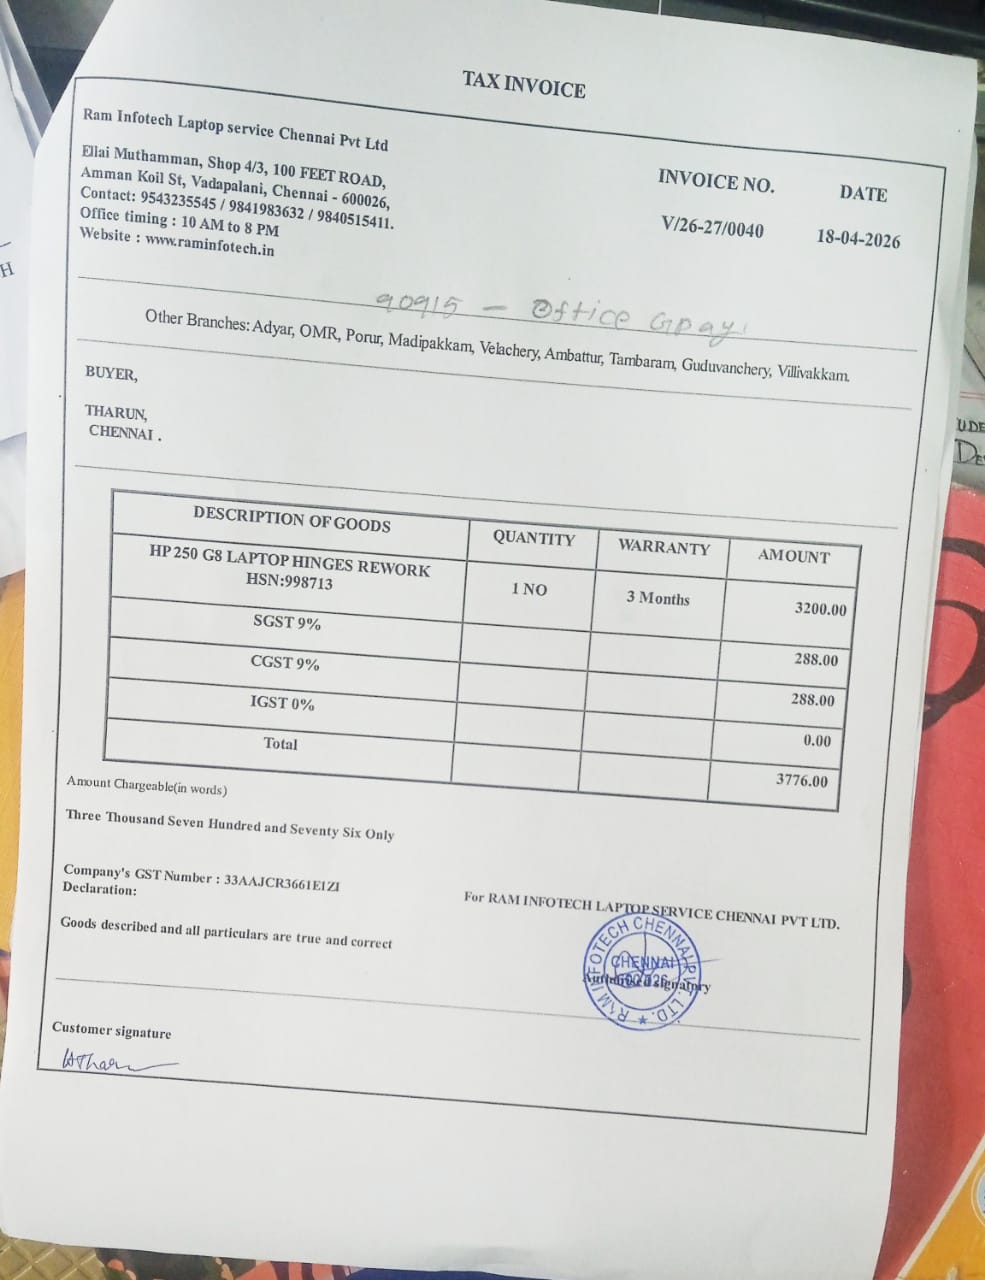 TAX INVOICE
Ram Infotech Laptop service Chennai Pvt Ltd
Ellai Muthamman, Shop 4/3, 100 FEET ROAD,
Amman Koil St, Vadapalani, Chennai - 600026,
Contact: 9543235545 / 9841983632 / 9840515411.
Office timing : 10 AM to 8 PM
Website : www.raminfotech.in
INVOICE NO. DATE
V/26-27/0040 18-04-2026
90915 - Office Gpay
Other Branches: Adyar, OMR, Porur, Madipakkam, Velachery, Ambattur, Tambaram, Guduvanchery, Villivakkam.
BUYER,
THARUN,
CHENNAI .
DESCRIPTION OF GOODS QUANTITY WARRANTY AMOUNT
HP 250 G8 LAPTOP HINGES REWORK
HSN:998713 1 NO 3 Months 3200.00
SGST 9% 288.00
CGST 9% 288.00
IGST 0% 0.00
Total 3776.00
Amount Chargeable(in words)
Three Thousand Seven Hundred and Seventy Six Only
Company's GST Number : 33AAJCR3661E1ZI
Declaration:
Goods described and all particulars are true and correct
For RAM INFOTECH LAPTOP SERVICE CHENNAI PVT LTD.
RAM INFOTECH CHENNAI PVT. LTD.
CHENNAI
Authorised signatory
Customer signature